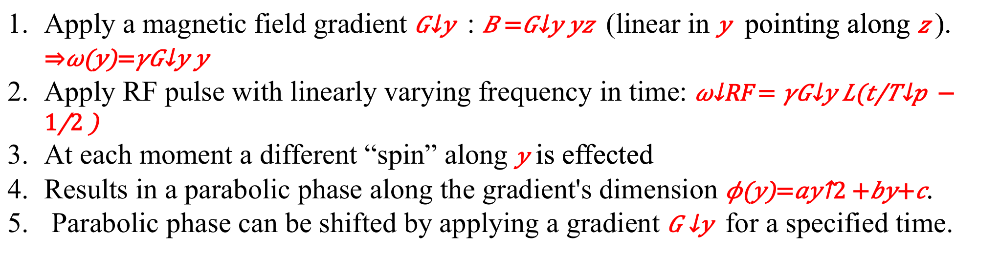 1. Apply a magnetic field gradient G↓y : B=G↓y yz (linear in y pointing along z).
⇒ω(y)=γG↓y y
2. Apply RF pulse with linearly varying frequency in time: ω↓RF= γG↓y L(t/T↓p −
1/2 )
3. At each moment a different “spin” along y is effected
4. Results in a parabolic phase along the gradient's dimension ϕ(y)=ay↑2 +by+c.
5. Parabolic phase can be shifted by applying a gradient G ↓y for a specified time.